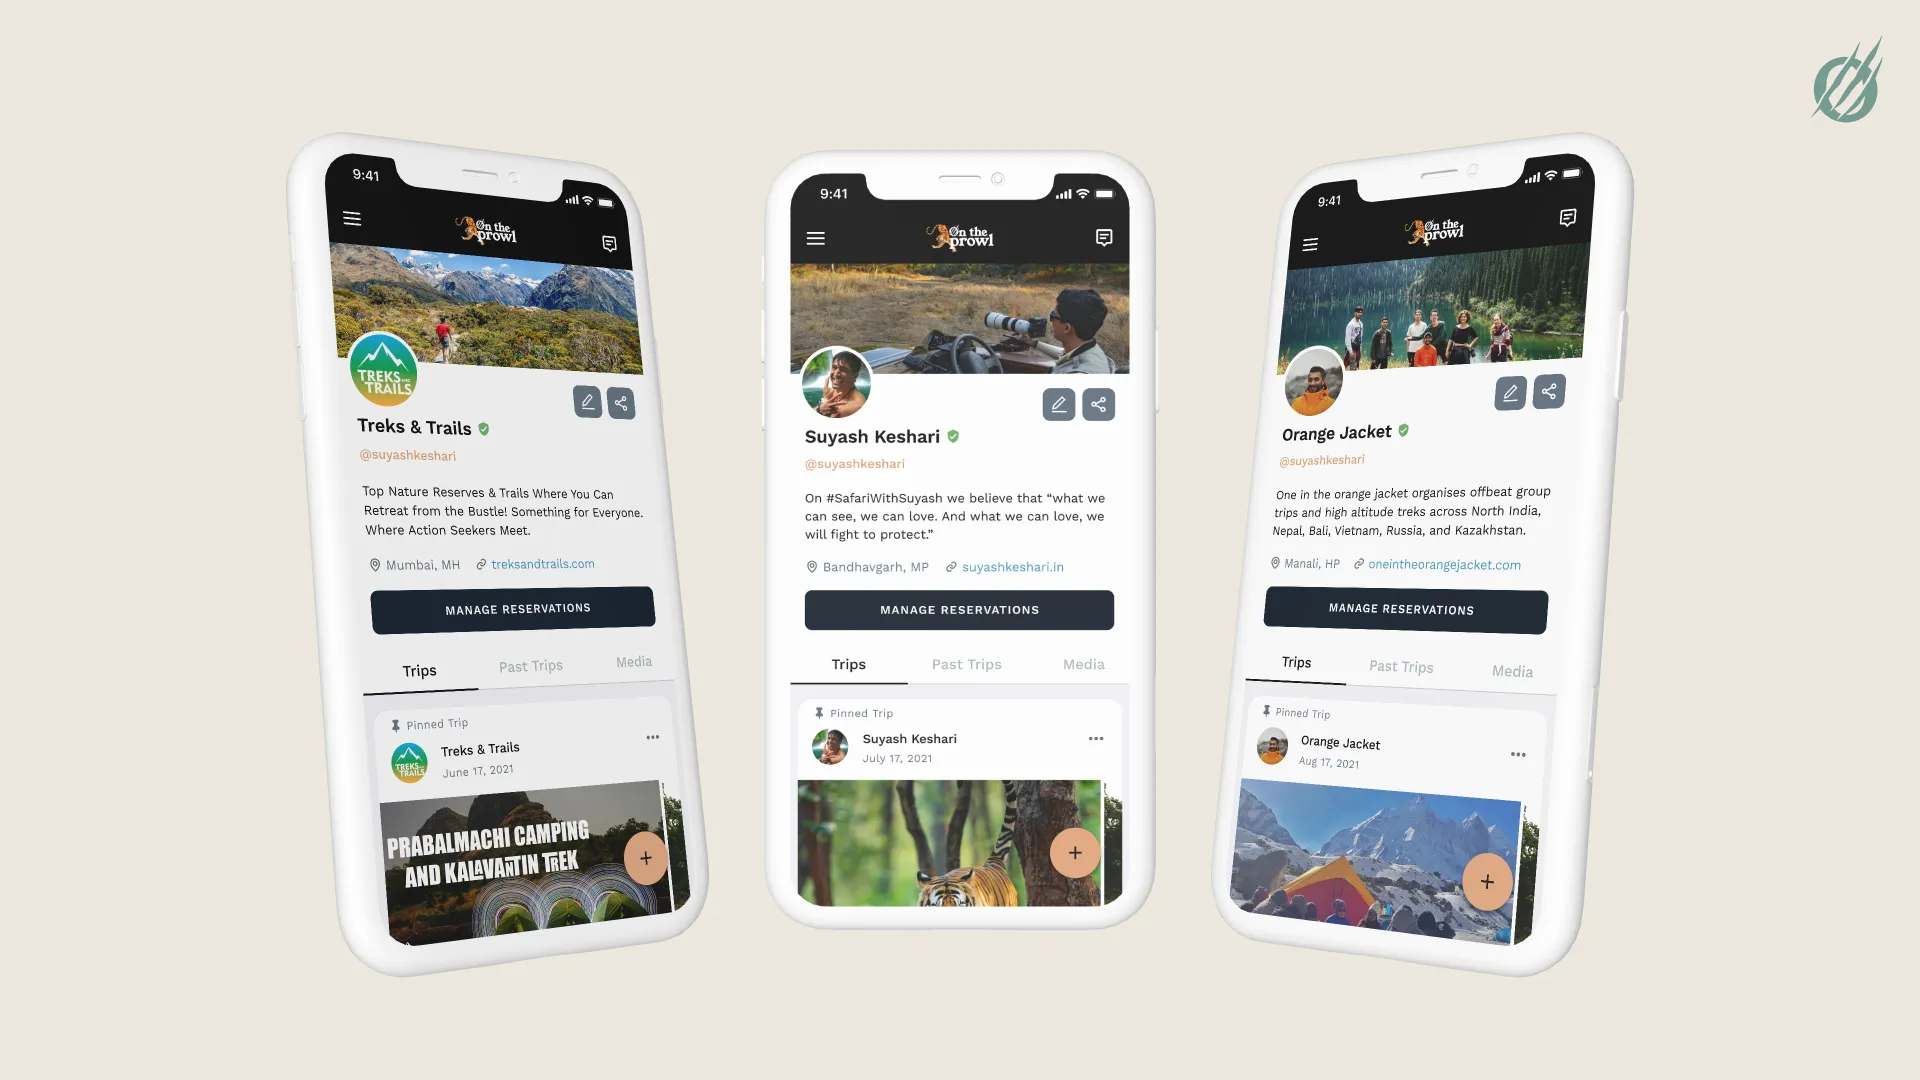 9:41
On the
prowl
TREKS AND
TRAILS
Treks & Trails
@suyashkeshari
Top Nature Reserves & Trails Where You Can
Retreat from the Bustle! Something for Everyone.
Where Action Seekers Meet.
Mumbai, MH treksandtrails.com
MANAGE RESERVATIONS
Trips Past Trips Media
Pinned Trip
TREKS AND
TRAILS
Treks & Trails
June 17, 2021
PRABALMACHI CAMPING
AND KALAVANTIN TREK
+
9:41
On the
prowl
Suyash Keshari
@suyashkeshari
On #SafariWithSuyash we believe that “what we
can see, we can love. And what we can love, we
will fight to protect.”
Bandhavgarh, MP suyashkeshari.in
MANAGE RESERVATIONS
Trips Past Trips Media
Pinned Trip
Suyash Keshari
July 17, 2021
+
9:41
On the
prowl
Orange Jacket
@suyashkeshari
One in the orange jacket organises offbeat group
trips and high altitude treks across North India,
Nepal, Bali, Vietnam, Russia, and Kazakhstan.
Manali, HP oneintheorangejacket.com
MANAGE RESERVATIONS
Trips Past Trips Media
Pinned Trip
Orange Jacket
Aug 17, 2021
+